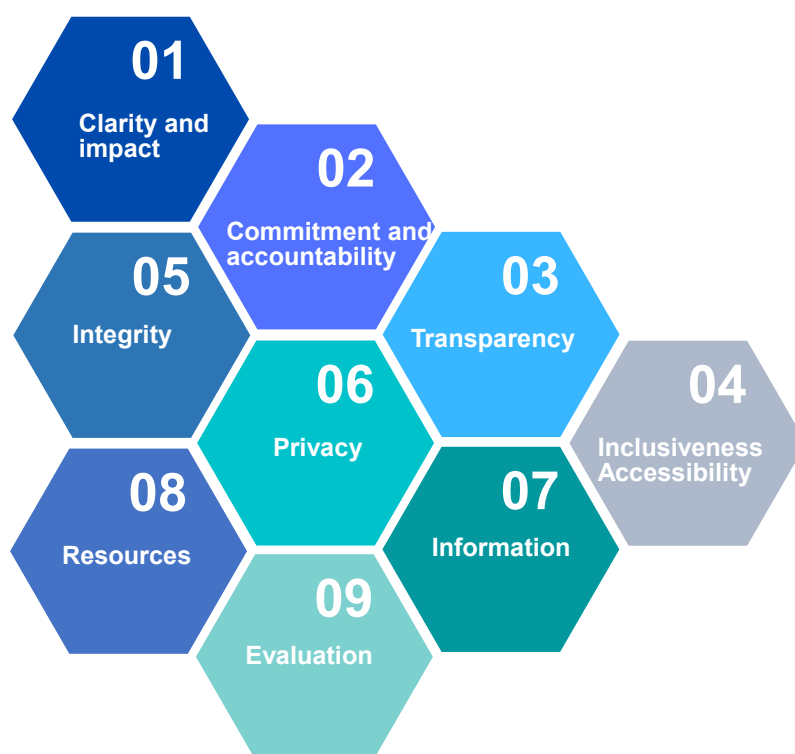 01
Clarity and
impact
02
Commitment and
accountability
03
Transparency
04
Inclusiveness
Accessibility
05
Integrity
06
Privacy
07
Information
08
Resources
09
Evaluation